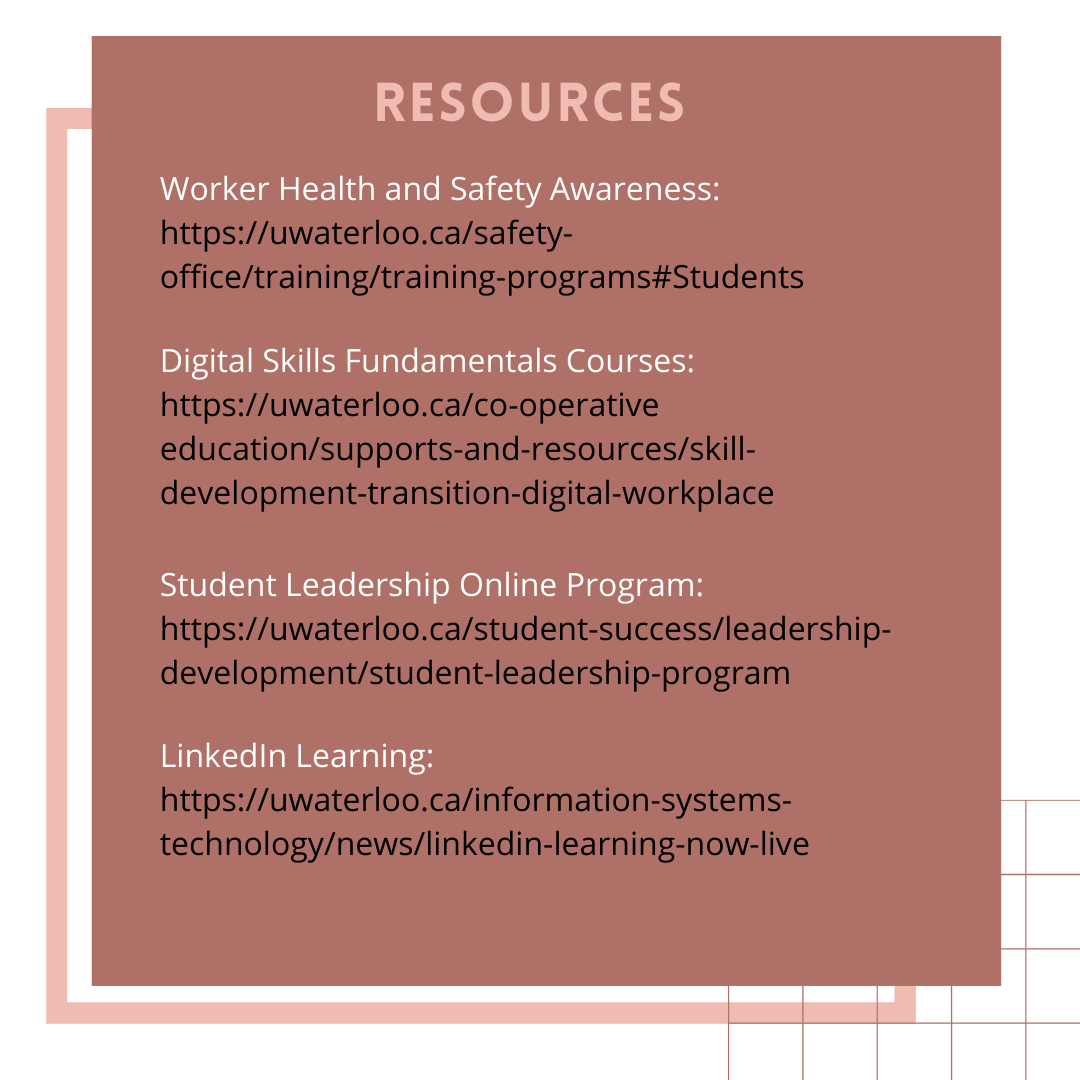 RESOURCES
Worker Health and Safety Awareness:
https://uwaterloo.ca/safety-
office/training/training-programs#Students
Digital Skills Fundamentals Courses:
https://uwaterloo.ca/co-operative
education/supports-and-resources/skill-
development-transition-digital-workplace
Student Leadership Online Program:
https://uwaterloo.ca/student-success/leadership-
development/student-leadership-program
LinkedIn Learning:
https://uwaterloo.ca/information-systems-
technology/news/linkedin-learning-now-live